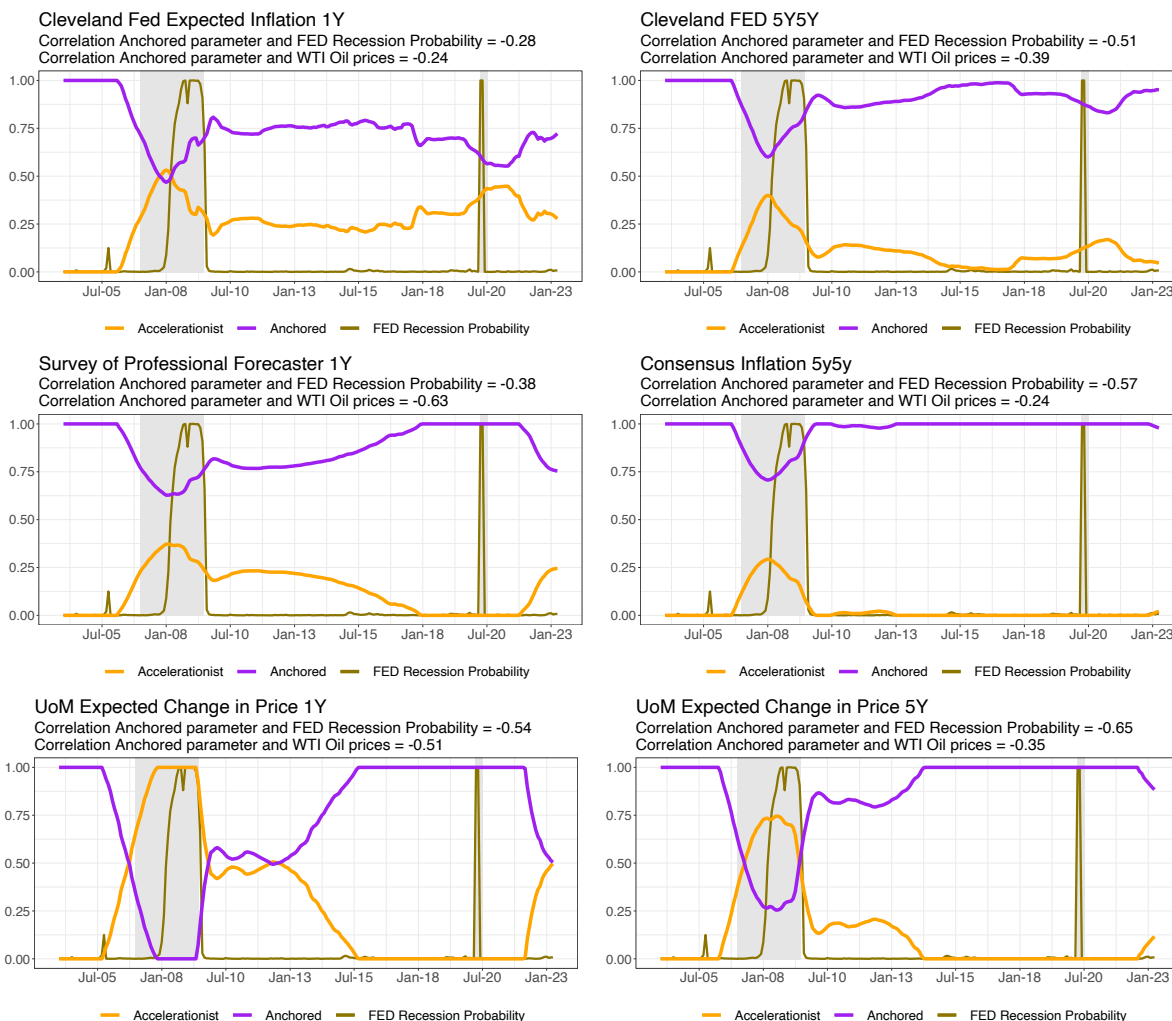 Cleveland Fed Expected Inflation 1Y
Correlation Anchored parameter and FED Recession Probability = -0.28
Correlation Anchored parameter and WTI Oil prices = -0.24
1.00
0.75
0.50
0.25
0.00
Jul-05 Jan-08 Jul-10 Jan-13 Jul-15 Jan-18 Jul-20 Jan-23
Accelerationist Anchored FED Recession Probability
Cleveland FED 5Y5Y
Correlation Anchored parameter and FED Recession Probability = -0.51
Correlation Anchored parameter and WTI Oil prices = -0.39
1.00
0.75
0.50
0.25
0.00
Jul-05 Jan-08 Jul-10 Jan-13 Jul-15 Jan-18 Jul-20 Jan-23
Accelerationist Anchored FED Recession Probability
Survey of Professional Forecaster 1Y
Correlation Anchored parameter and FED Recession Probability = -0.38
Correlation Anchored parameter and WTI Oil prices = -0.63
1.00
0.75
0.50
0.25
0.00
Jul-05 Jan-08 Jul-10 Jan-13 Jul-15 Jan-18 Jul-20 Jan-23
Accelerationist Anchored FED Recession Probability
Consensus Inflation 5y5y
Correlation Anchored parameter and FED Recession Probability = -0.57
Correlation Anchored parameter and WTI Oil prices = -0.24
1.00
0.75
0.50
0.25
0.00
Jul-05 Jan-08 Jul-10 Jan-13 Jul-15 Jan-18 Jul-20 Jan-23
Accelerationist Anchored FED Recession Probability
UoM Expected Change in Price 1Y
Correlation Anchored parameter and FED Recession Probability = -0.54
Correlation Anchored parameter and WTI Oil prices = -0.51
1.00
0.75
0.50
0.25
0.00
Jul-05 Jan-08 Jul-10 Jan-13 Jul-15 Jan-18 Jul-20 Jan-23
Accelerationist Anchored FED Recession Probability
UoM Expected Change in Price 5Y
Correlation Anchored parameter and FED Recession Probability = -0.65
Correlation Anchored parameter and WTI Oil prices = -0.35
1.00
0.75
0.50
0.25
0.00
Jul-05 Jan-08 Jul-10 Jan-13 Jul-15 Jan-18 Jul-20 Jan-23
Accelerationist Anchored FED Recession Probability